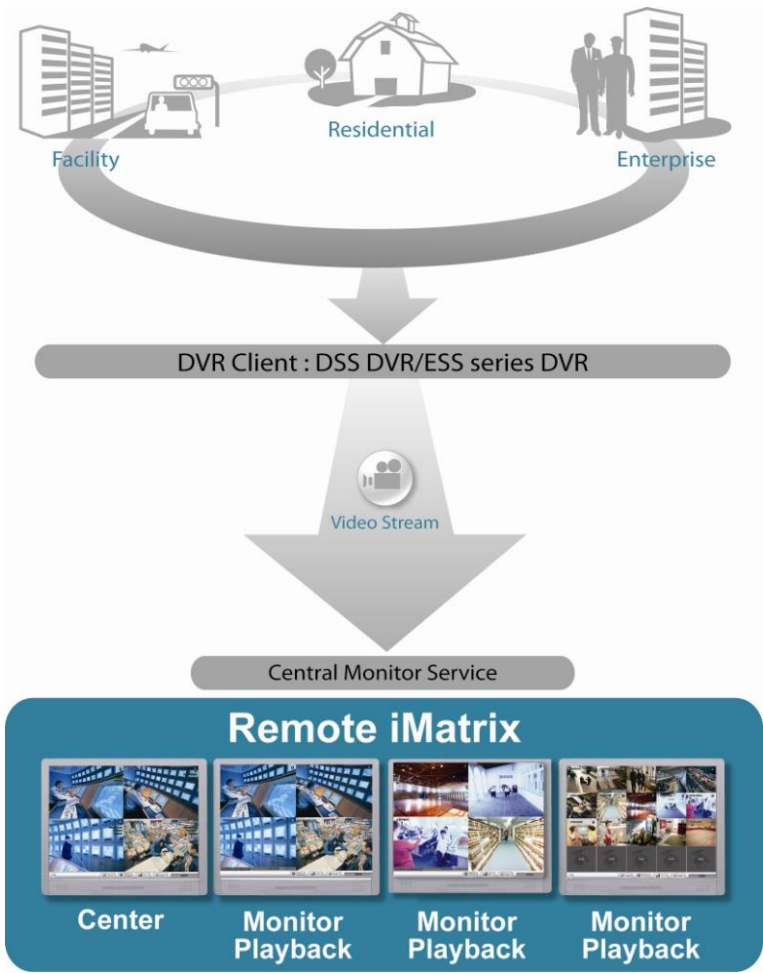 Residential
Facility
Enterprise
DVR Client : DSS DVR/ESS series DVR
Video Stream
Central Monitor Service
Remote iMatrix
Center
Monitor
Playback
Monitor
Playback
Monitor
Playback